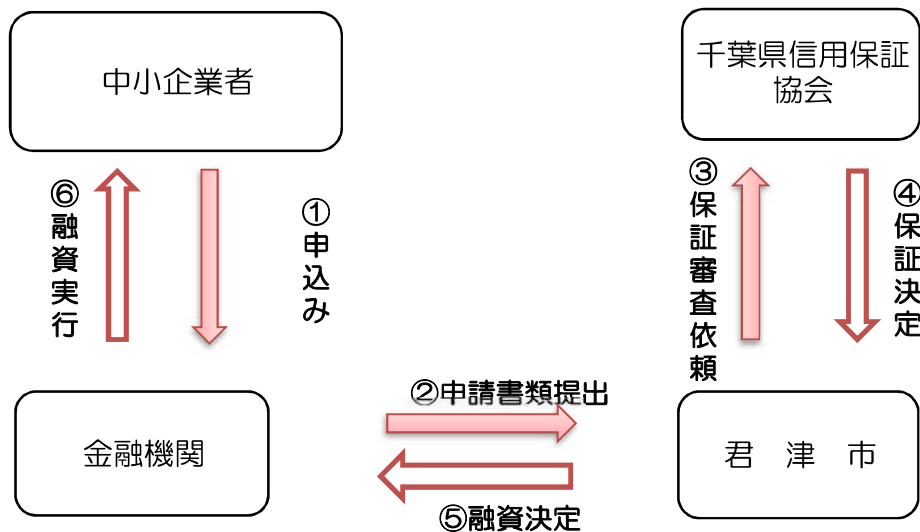 中小企業者
千葉県信用保証
協会
⑥融資実行
①申込み
③保証審査依頼
④保証決定
②申請書類提出
金融機関
君　津　市
⑤融資決定